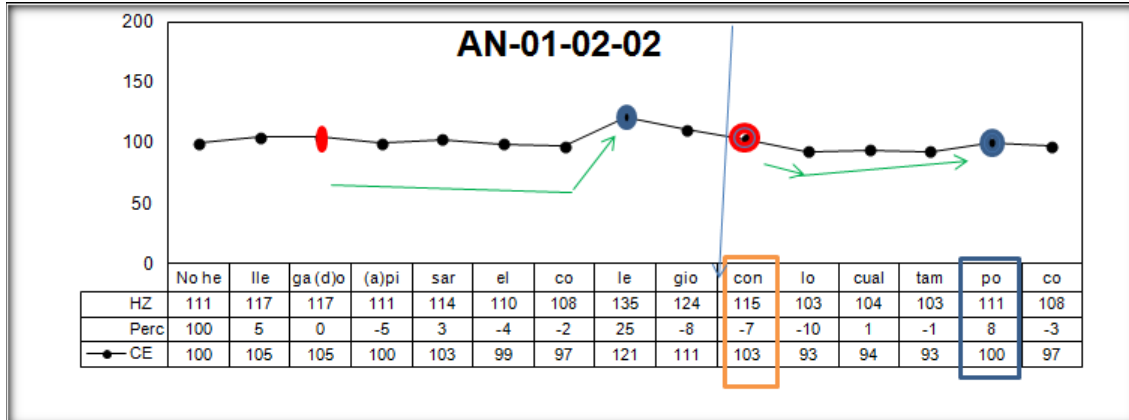 AN-01-02-02
200
150
100
50
0
No he lle ga (d)o (a)pi sar el co le gio con lo cual tam po co
HZ 111 117 117 111 114 110 108 135 124 115 103 104 103 111 108
Perc 100 5 0 -5 3 -4 -2 25 -8 -7 -10 1 -1 8 -3
CE 100 105 105 100 103 99 97 121 111 103 93 94 93 100 97